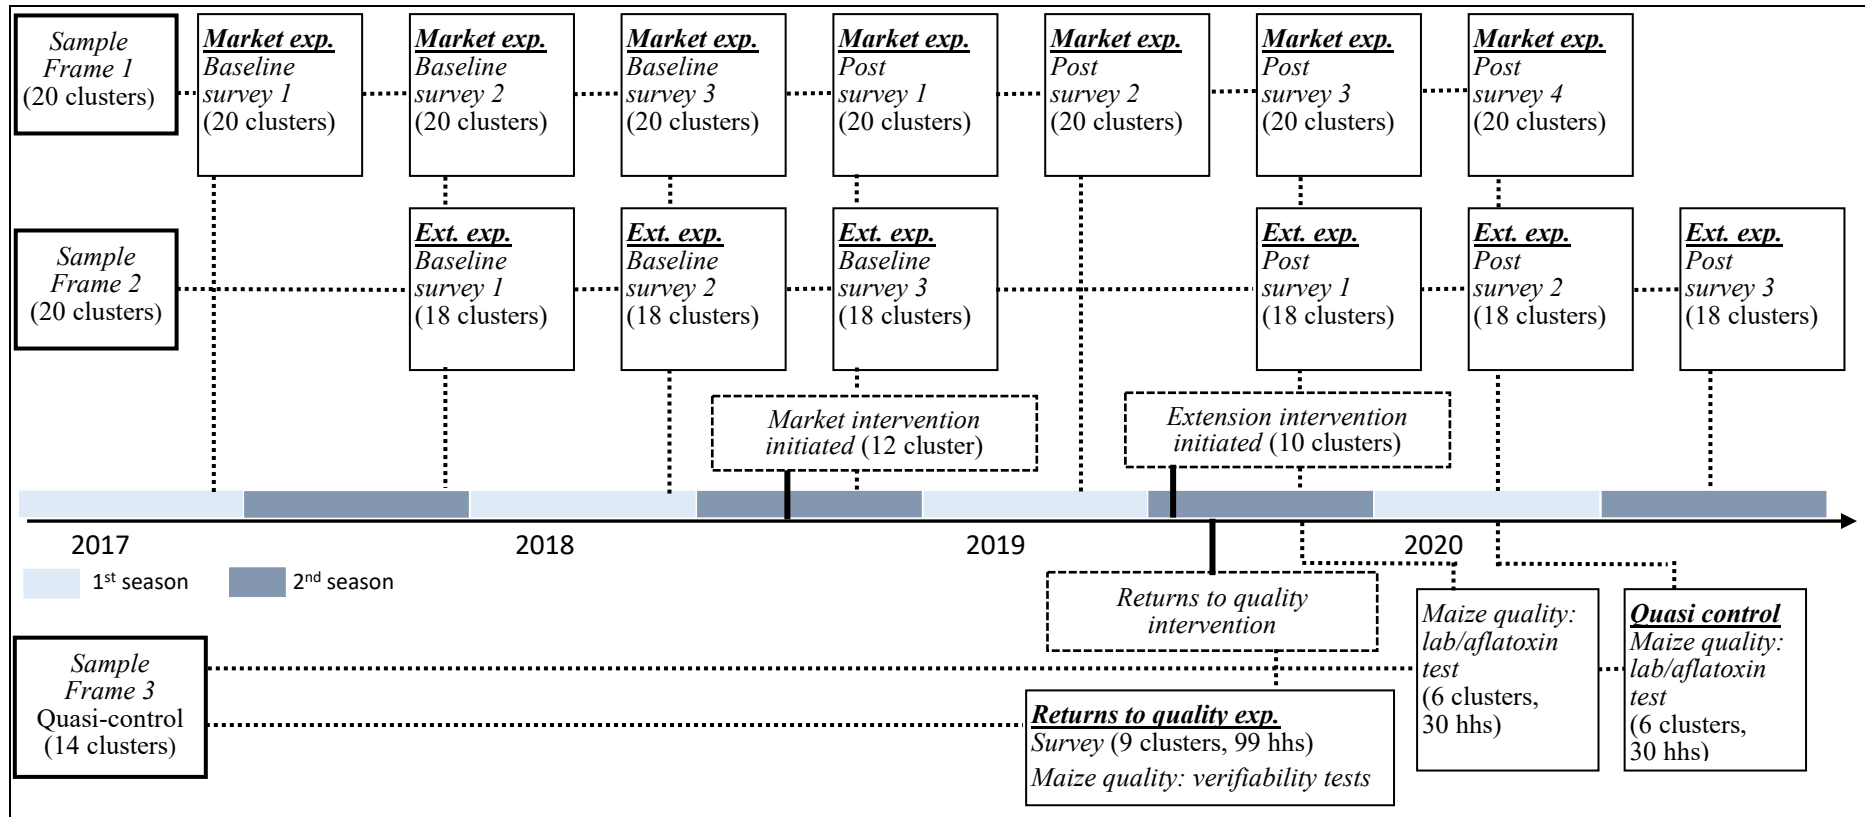 Sample
Frame 1
(20 clusters)
Market exp.
Baseline
survey 1
(20 clusters)
Market exp.
Baseline
survey 2
(20 clusters)
Market exp.
Baseline
survey 3
(20 clusters)
Market exp.
Post
survey 1
(20 clusters)
Market exp.
Post
survey 2
(20 clusters)
Market exp.
Post
survey 3
(20 clusters)
Market exp.
Post
survey 4
(20 clusters)
Sample
Frame 2
(20 clusters)
Ext. exp.
Baseline
survey 1
(18 clusters)
Ext. exp.
Baseline
survey 2
(18 clusters)
Ext. exp.
Baseline
survey 3
(18 clusters)
Ext. exp.
Post
survey 1
(18 clusters)
Ext. exp.
Post
survey 2
(18 clusters)
Ext. exp.
Post
survey 3
(18 clusters)
Market intervention
initiated (12 cluster)
Extension intervention
initiated (10 clusters)
2017
2018
2019
2020
1st season
2nd season
Returns to quality
intervention
Sample
Frame 3
Quasi-control
(14 clusters)
Returns to quality exp.
Survey (9 clusters, 99 hhs)
Maize quality: verifiability tests
Maize quality:
lab/aflatoxin
test
(6 clusters,
30 hhs)
Quasi control
Maize quality:
lab/aflatoxin
test
(6 clusters,
30 hhs)